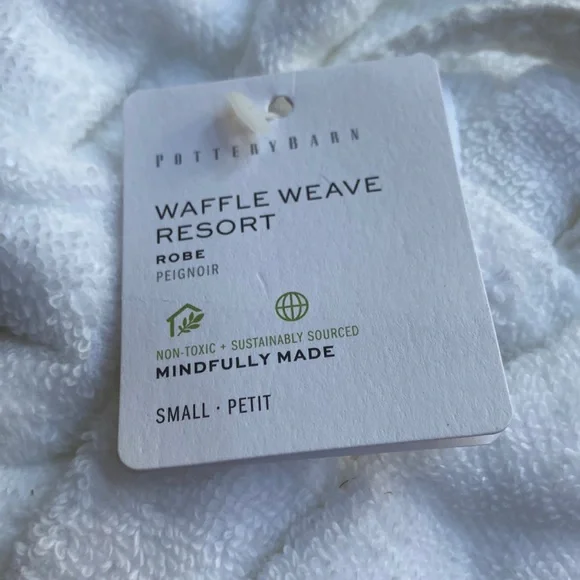 POTTERYBARN
WAFFLE WEAVE
RESORT
ROBE
PEIGNOIR
NON-TOXIC + SUSTAINABLY SOURCED
MINDFULLY MADE
SMALL · PETIT